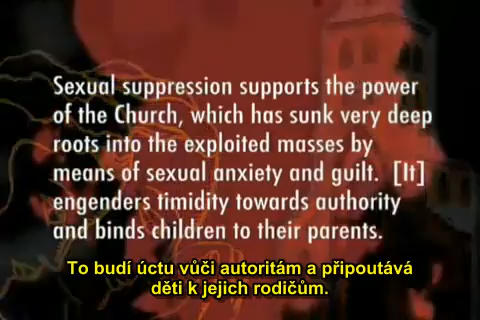 Sexual suppression supports the power
of the Church, which has sunk very deep
roots into the exploited masses by
means of sexual anxiety and guilt. [It]
engenders timidity towards authority
and binds children to their parents.
To budí úctu vůči autoritám a připoutává
děti k jejich rodičům.